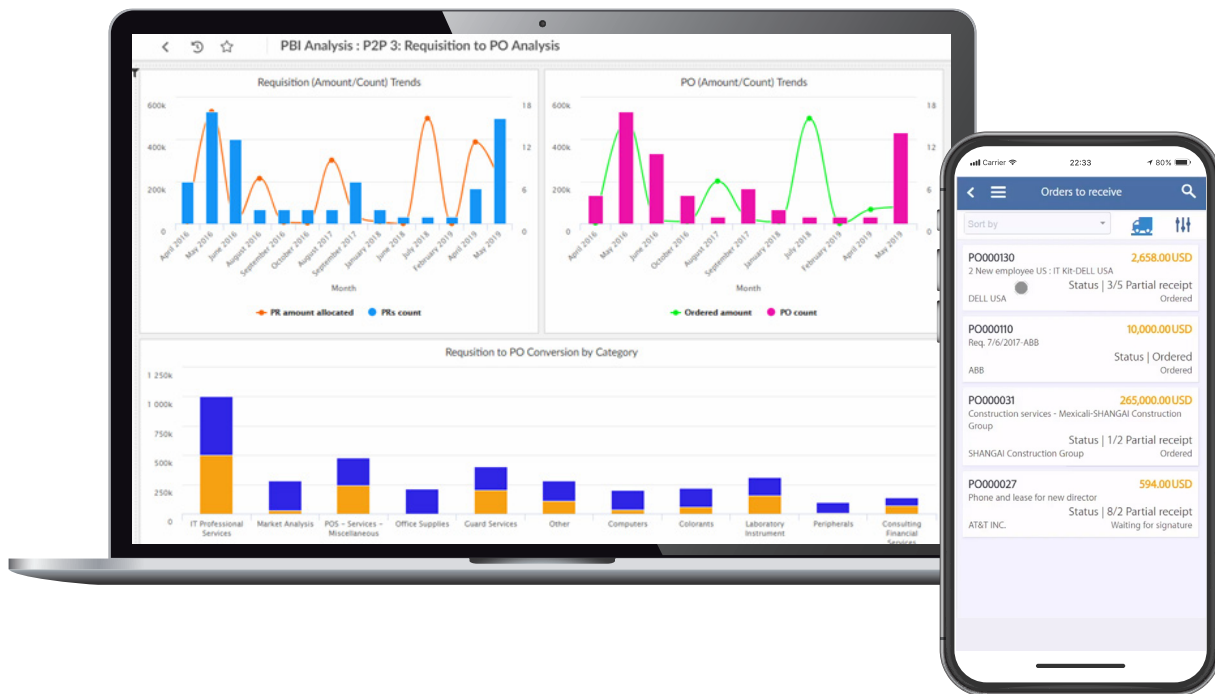 PBI Analysis : P2P 3: Requisition to PO Analysis
Requisition (Amount/Count) Trends
600k
400k
200k
0
18
12
6
0
April 2016
May 2016
June 2016
August 2016
September 2016
October 2016
August 2017
September 2017
January 2018
June 2018
July 2018
February 2019
April 2019
May 2019
Month
PR amount allocated
PRs count
PO (Amount/Count) Trends
600k
400k
200k
0
18
12
6
0
April 2016
May 2016
June 2016
October 2016
August 2017
September 2017
January 2018
July 2018
February 2019
April 2019
May 2019
Month
Ordered amount
PO count
Requsition to PO Conversion by Category
1 250k
1 000k
750k
500k
250k
0
IT Professional
Services
Market Analysis
POS – Services –
Miscellaneous
Office Supplies
Guard Services
Other
Computers
Colorants
Laboratory
Instrument
Peripherals
Consulting
Financial
Services
Carrier
22:33
80%
Orders to receive
Sort by
PO000130
2,658.00USD
2 New employee US : IT Kit-DELL USA
Status | 3/5 Partial receipt
DELL USA
Ordered
PO000110
10,000.00USD
Req. 7/6/2017-ABB
Status | Ordered
ABB
Ordered
PO000031
265,000.00USD
Construction services - Mexicali-SHANGAI Construction
Group
Status | 1/2 Partial receipt
SHANGAI Construction Group
Ordered
PO000027
594.00USD
Phone and lease for new director
Status | 8/2 Partial receipt
AT&T INC.
Waiting for signature